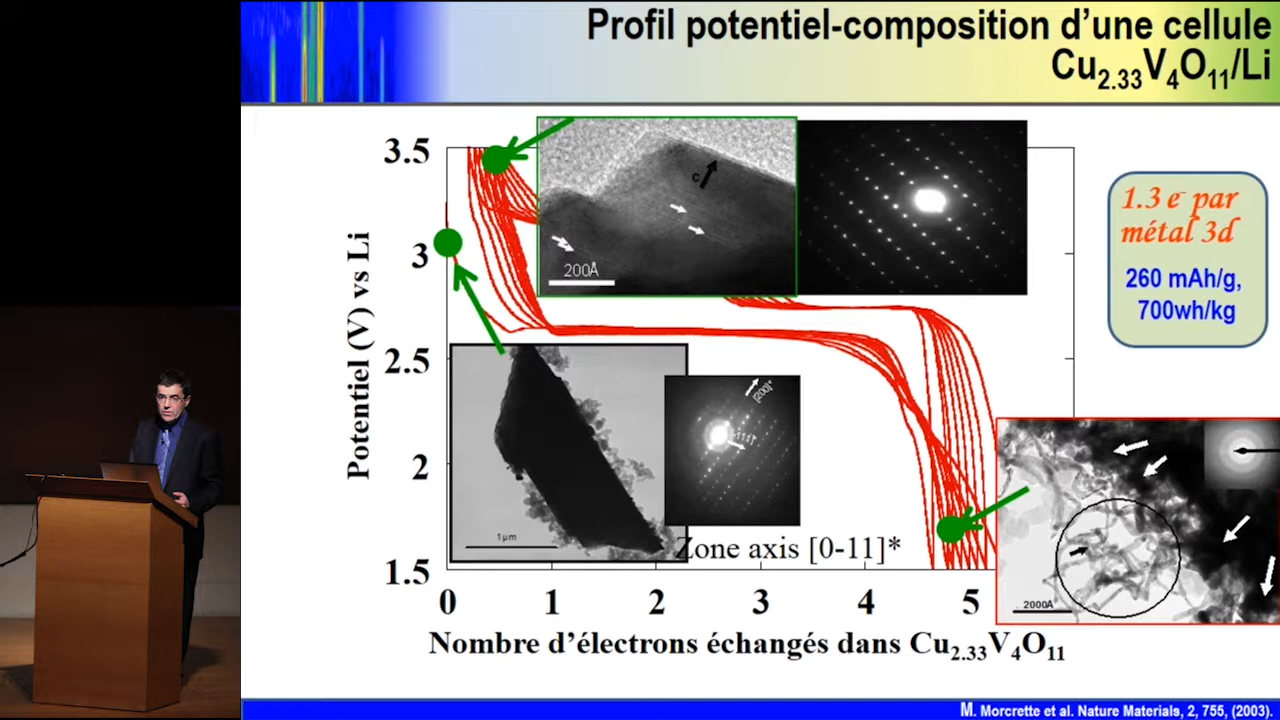 Profil potentiel-composition d’une cellule
Cu2.33V4O11/Li
3.5
3
2.5
2
1.5
Potentiel (V) vs Li
c
200Å
1.3 e- par
métal 3d
260 mAh/g,
700wh/kg
1µm
[200]*
Zone axis [0-11]*
2000Å
0 1 2 3 4 5
Nombre d’électrons échangés dans Cu2.33V4O11
M. Morcrette et al. Nature Materials, 2, 755, (2003).